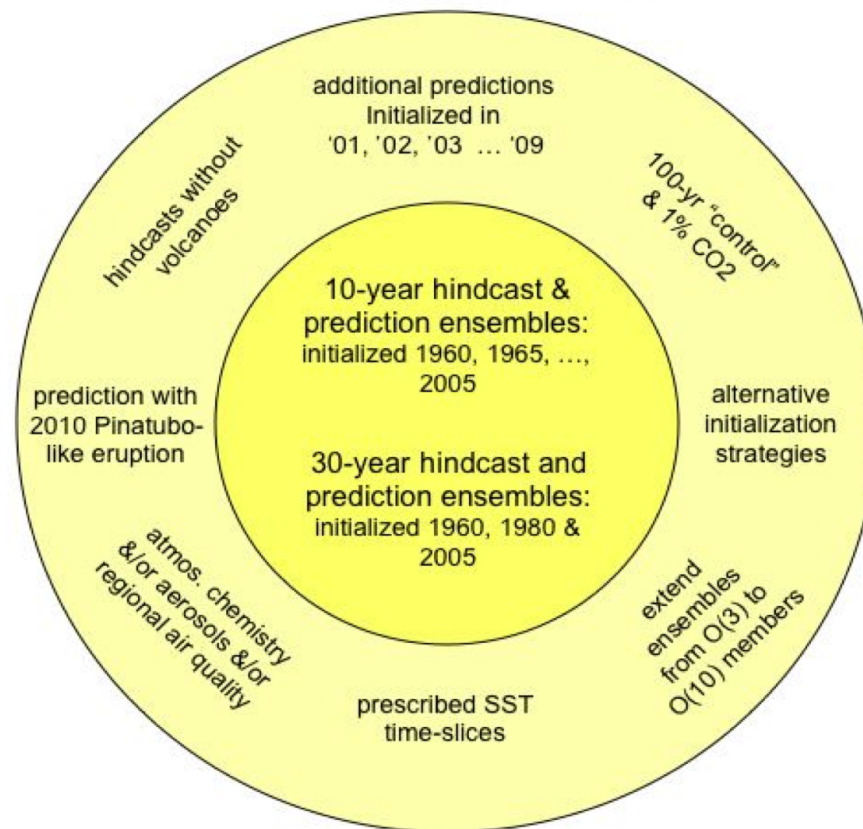 additional predictions
Initialized in
'01, '02, '03 ... '09
hindcasts without
volcanoes
100-yr "control"
& 1% CO2
10-year hindcast &
prediction ensembles:
initialized 1960, 1965, ...,
2005
prediction with
2010 Pinatubo-
like eruption
alternative
initialization
strategies
30-year hindcast and
prediction ensembles:
initialized 1960, 1980 &
2005
atmos. chemistry
&/or aerosols &/or
regional air quality
extend
ensembles
from O(3) to
O(10) members
prescribed SST
time-slices